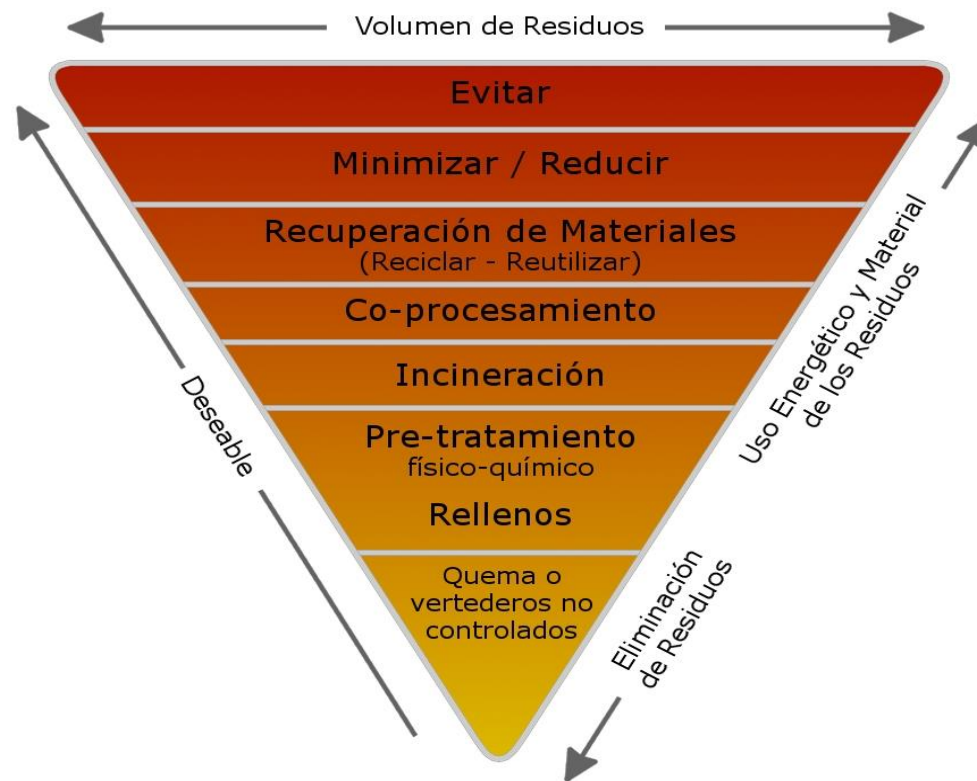 Volumen de Residuos
Evitar
Minimizar / Reducir
Recuperación de Materiales
(Reciclar - Reutilizar)
Co-procesamiento
Incineración
Pre-tratamiento
físico-químico
Rellenos
Quema o
vertederos no
controlados
Deseable
Uso Energético y Material
de los Residuos
Eliminación
de Residuos